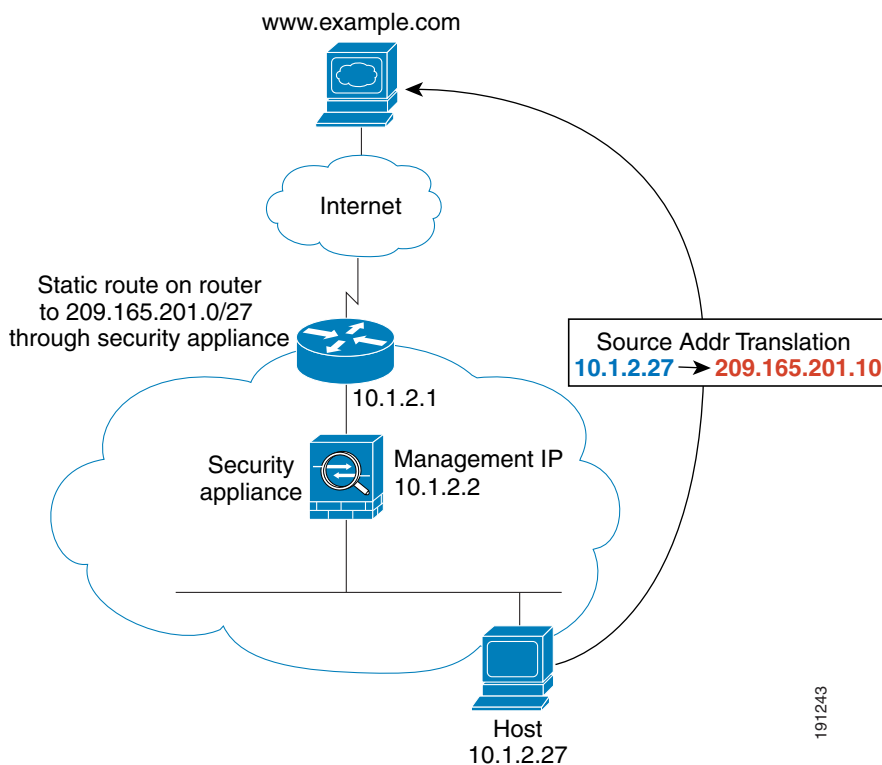 www.example.com
Internet
Static route on router
to 209.165.201.0/27
through security appliance
Source Addr Translation
10.1.2.27 209.165.201.10
10.1.2.1
Security
appliance
Management IP
10.1.2.2
Host
10.1.2.27
191243